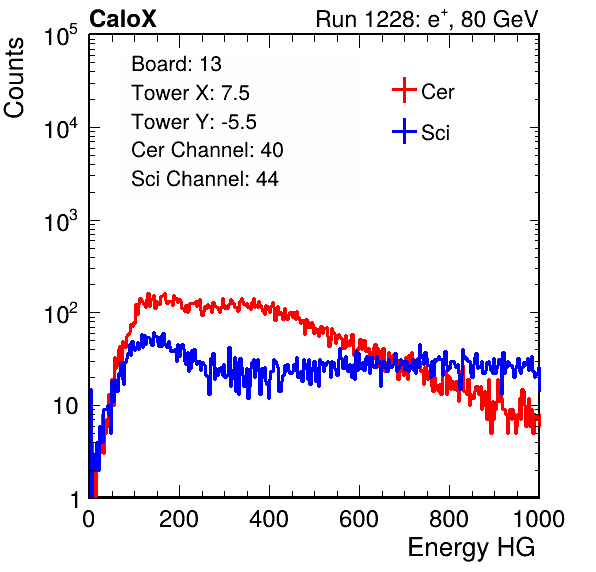 CaloX Run 1228: e⁺, 80 GeV
Counts
10⁵
10⁴
10³
10²
10
1
Board: 13
Tower X: 7.5
Tower Y: -5.5
Cer Channel: 40
Sci Channel: 44
Cer
Sci
0 200 400 600 800 1000
Energy HG